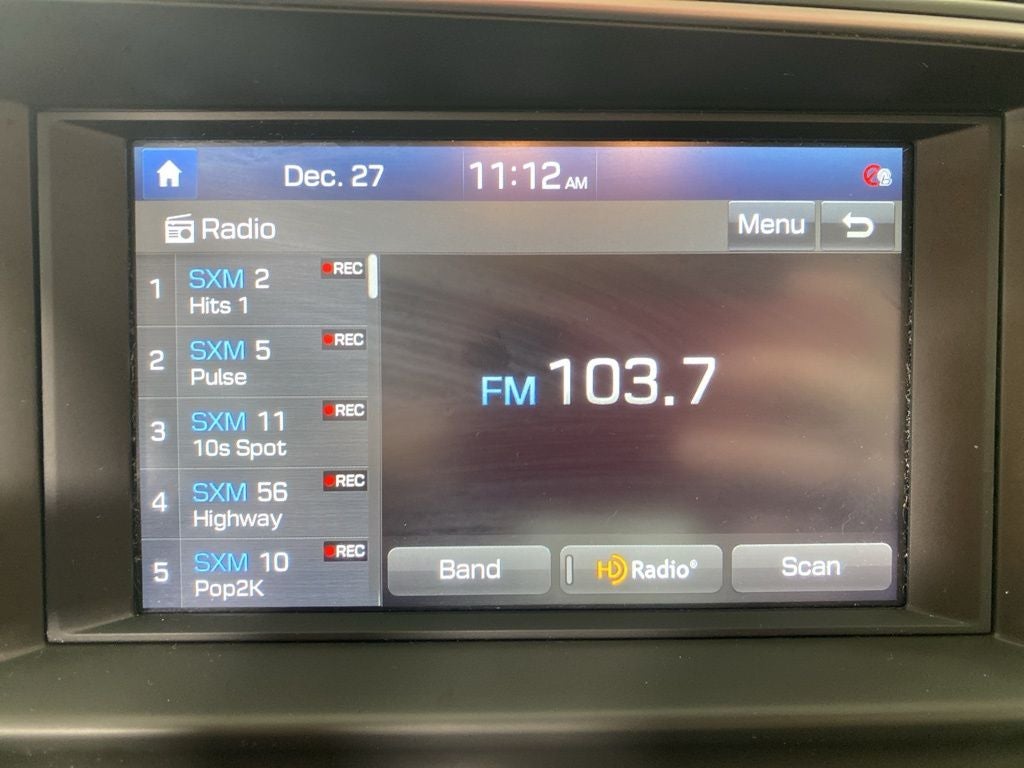 Dec. 27 11:12 AM
Radio Menu
1 SXM 2 REC
Hits 1
2 SXM 5 REC
Pulse
3 SXM 11 REC
10s Spot
4 SXM 56 REC
Highway
5 SXM 10 REC
Pop2K
FM 103.7
Band HD Radio® Scan